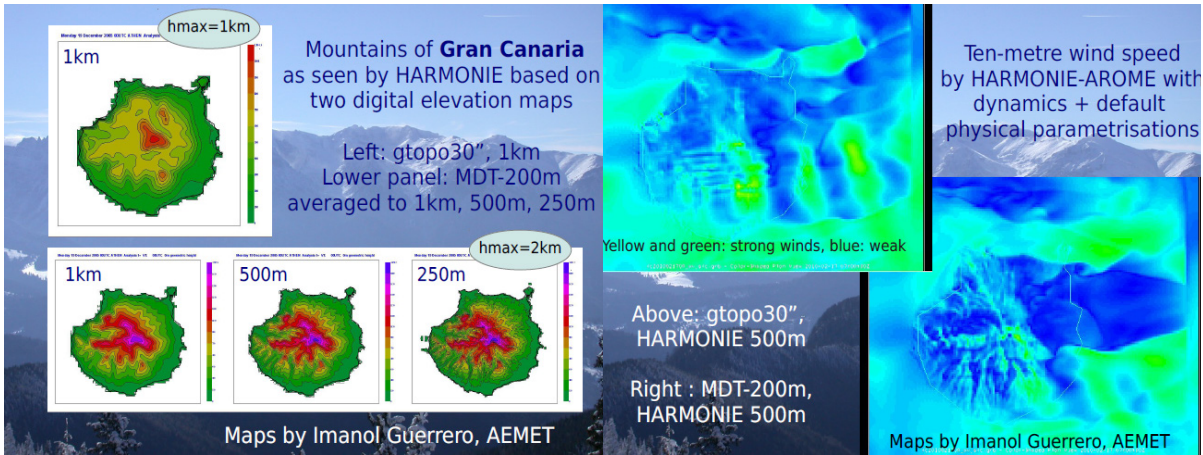 hmax=1km
1km
Mountains of Gran Canaria
as seen by HARMONIE based on
two digital elevation maps
Left: gtopo30”, 1km
Lower panel: MDT-200m
averaged to 1km, 500m, 250m
hmax=2km
1km
500m
250m
Maps by Imanol Guerrero, AEMET
Yellow and green: strong winds, blue: weak
Ten-metre wind speed
by HARMONIE-AROME with
dynamics + default
physical parametrisations
Above: gtopo30”,
HARMONIE 500m
Right : MDT-200m,
HARMONIE 500m
Maps by Imanol Guerrero, AEMET